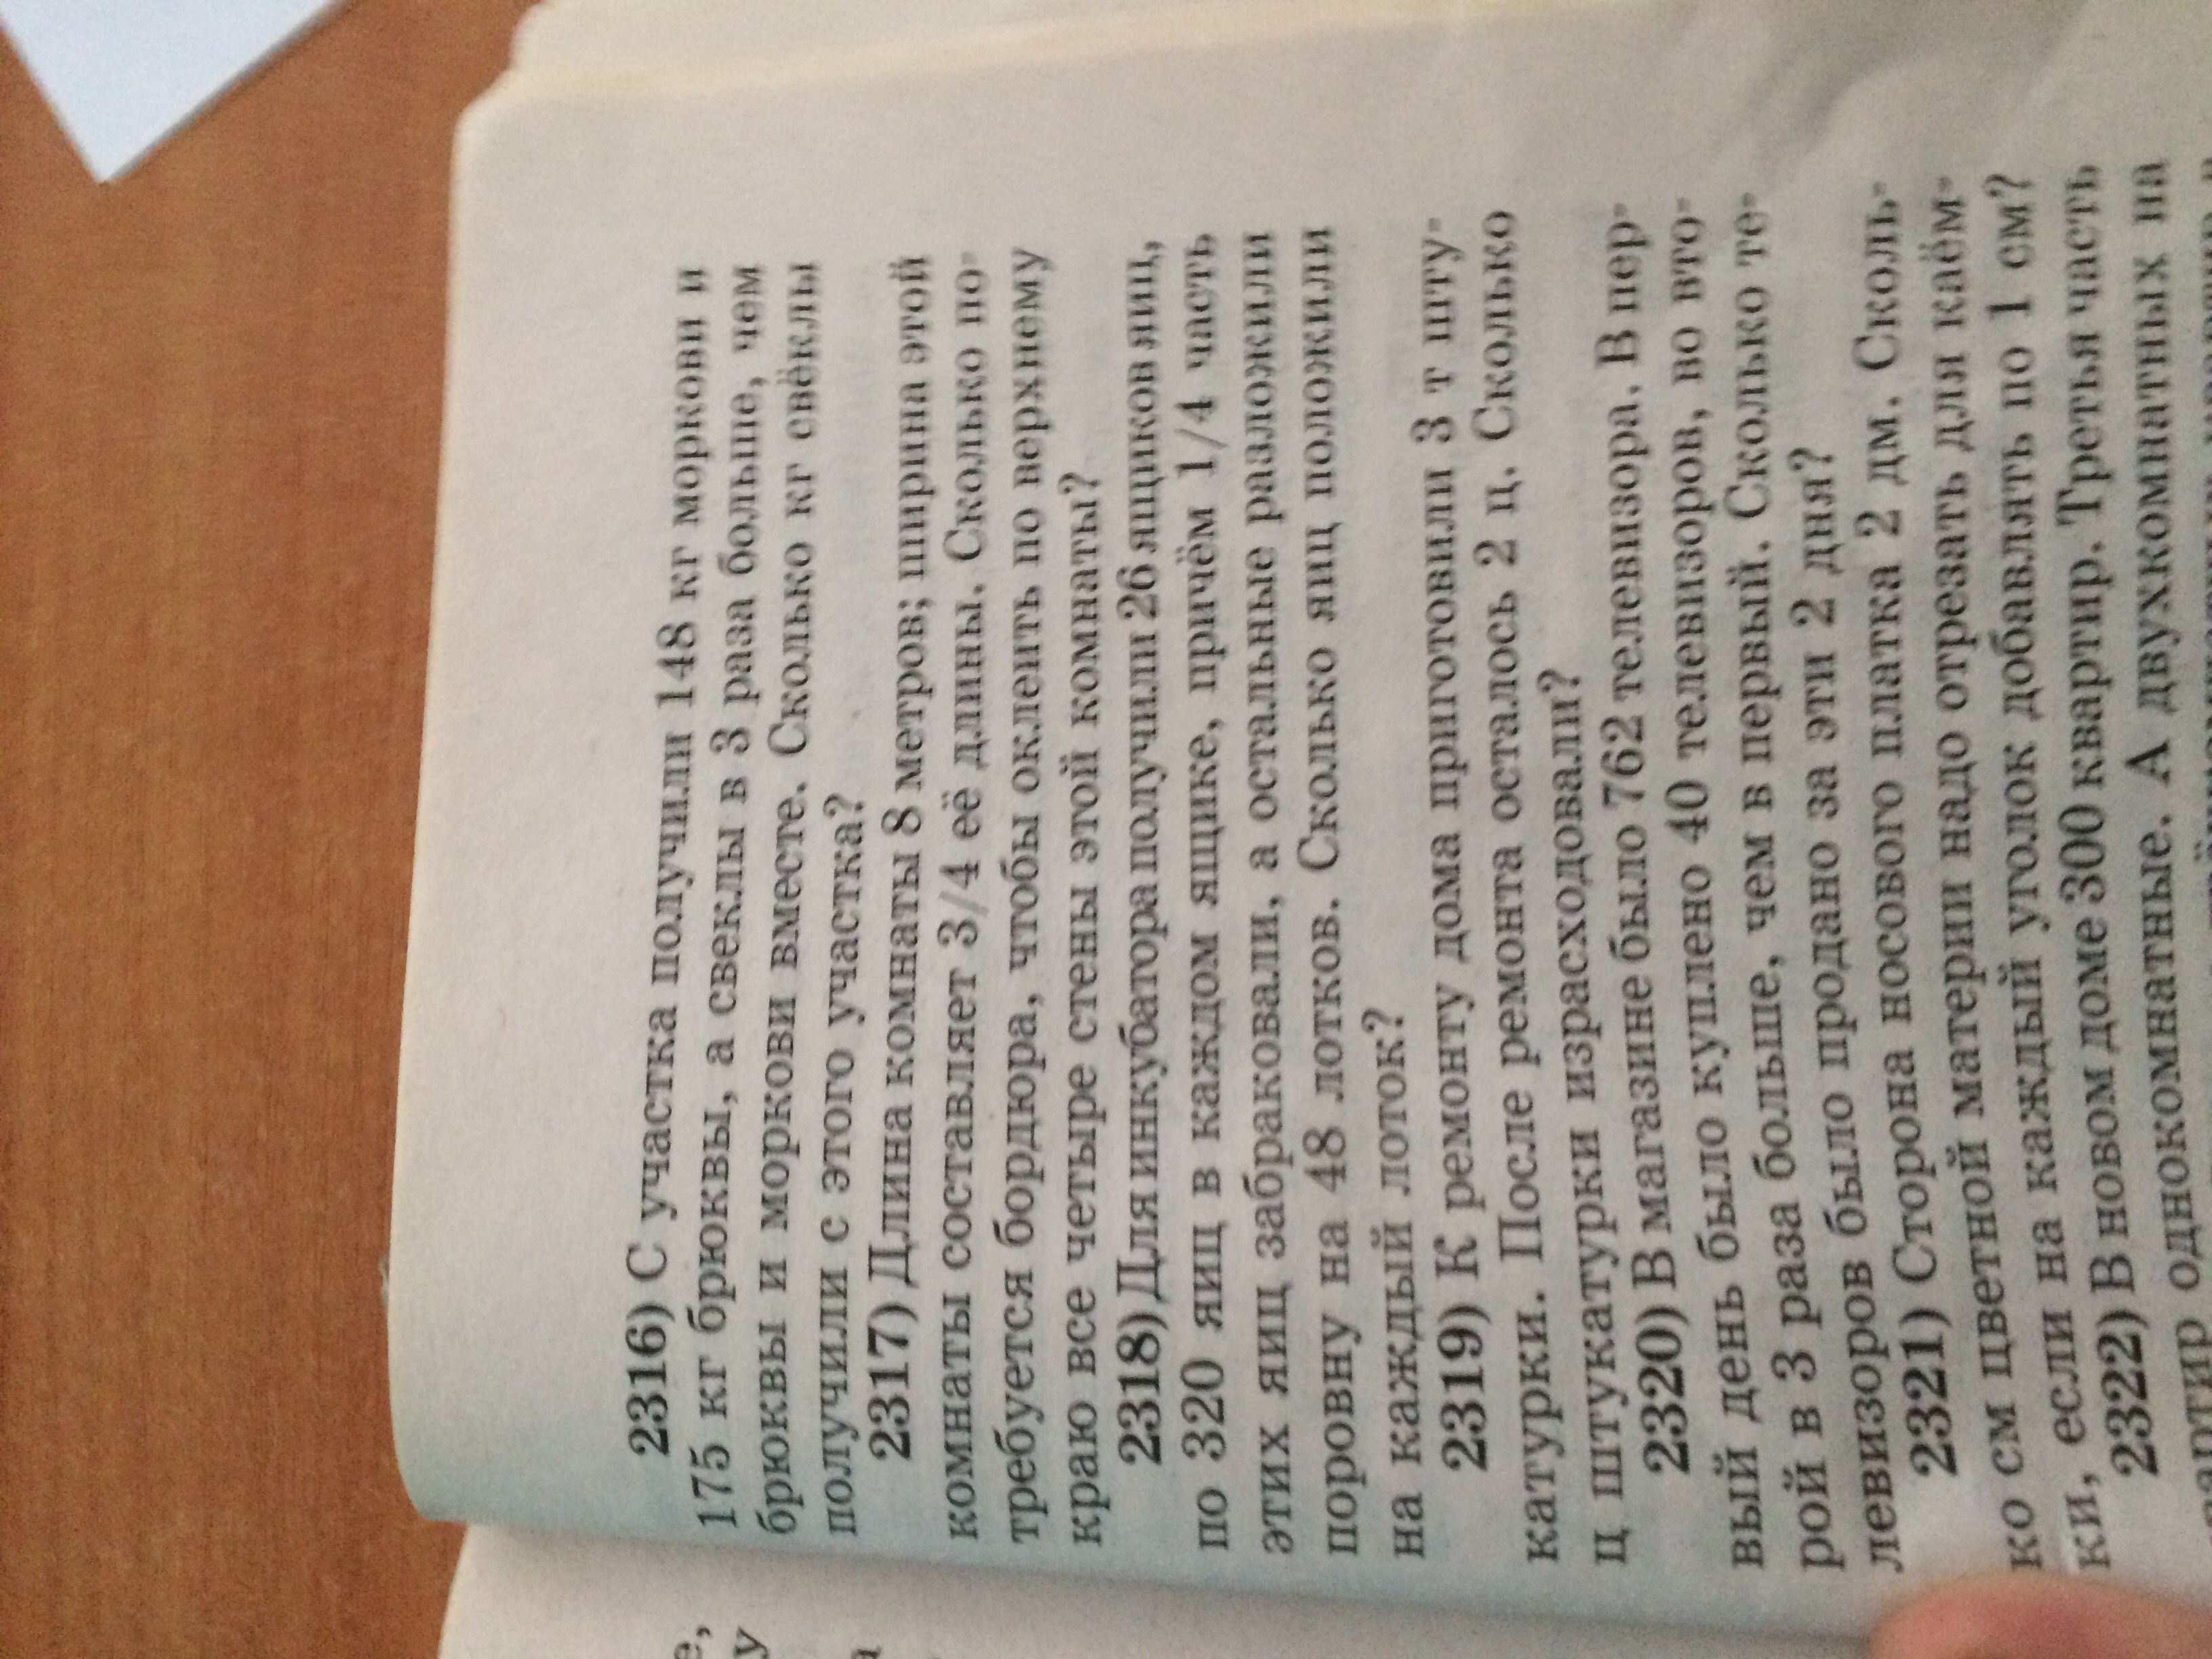 2316) С участка получили 148 кг моркови и
175 кг брюквы, а свеклы в 3 раза больше, чем
брюквы и моркови вместе. Сколько кг свёклы
получили с этого участка?
2317) Длина комнаты 8 метров; ширина этой
комнаты составляет 3/4 её длины. Сколько по-
требуется бордюра, чтобы оклеить по верхнему
краю все четыре стены этой комнаты?
2318) Для инкубатора получили 26 ящиков яиц,
по 320 яиц в каждом ящике, причём 1/4 часть
этих яиц забраковали, а остальные разложили
поровну на 48 лотков. Сколько яиц положили
на каждый лоток?
2319) К ремонту дома приготовили 3 т шту-
катурки. После ремонта осталось 2 ц. Сколько
ц штукатурки израсходовали?
2320) В магазине было 762 телевизора. В пер-
вый день было куплено 40 телевизоров, во вто-
рой в 3 раза больше, чем в первый. Сколько те-
левизоров было продано за эти 2 дня?
2321) Сторона носового платка 2 дм. Сколь-
ко см цветной материи надо отрезать для каём-
ки, если на каждый уголок добавлять по 1 см?
2322) В новом доме 300 квартир. Третья часть
однокомнатные. А двухкомнатных на
е,
у
а